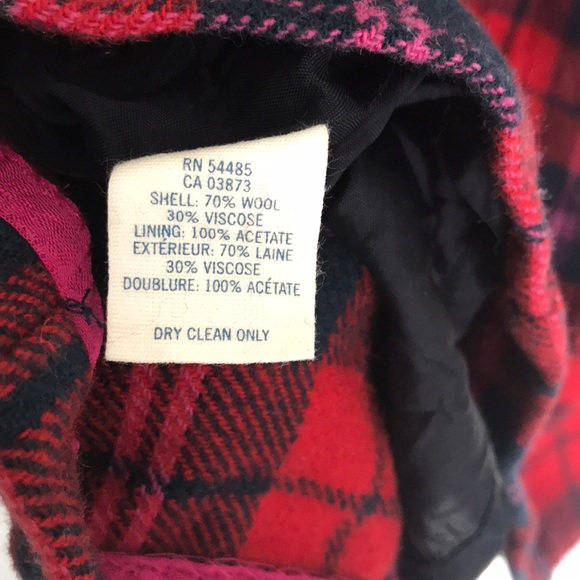 RN 54485
CA 03873
SHELL: 70% WOOL
30% VISCOSE
LINING: 100% ACETATE
EXTÉRIEUR: 70% LAINE
30% VISCOSE
DOUBLURE: 100% ACÉTATE
DRY CLEAN ONLY